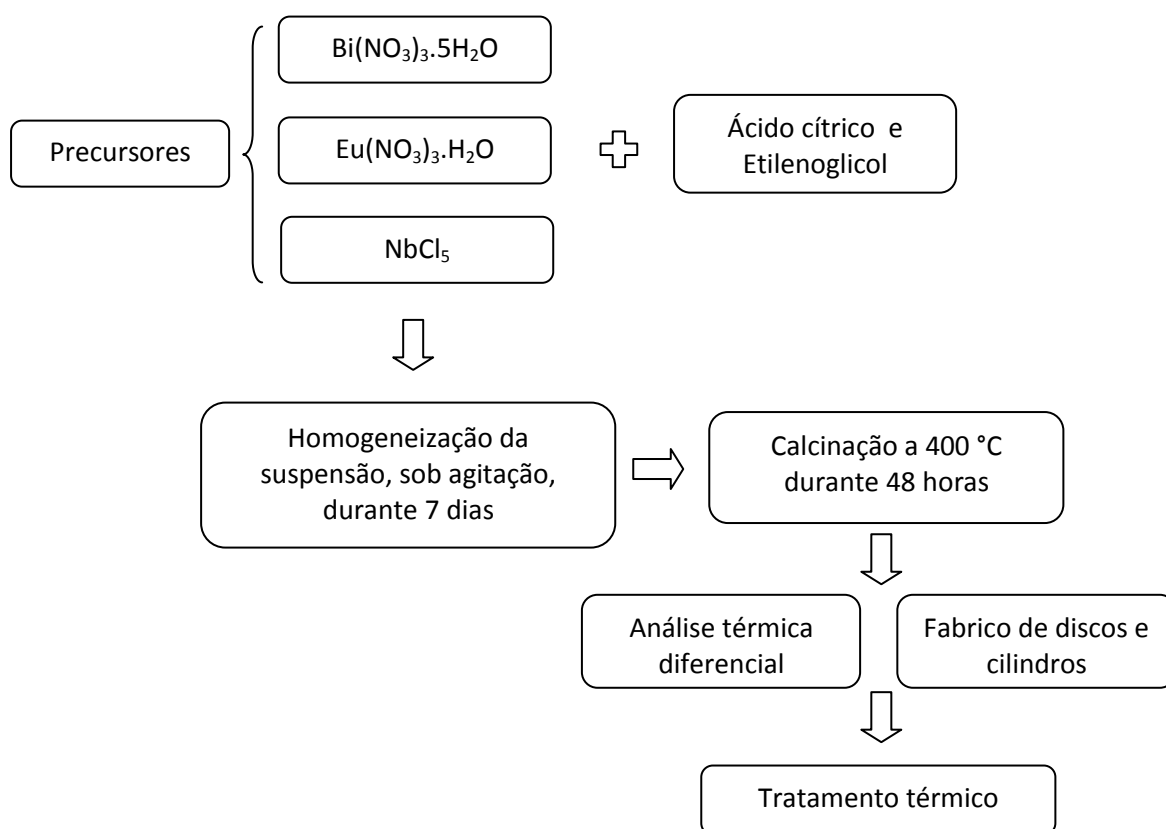 Precursores
Bi(NO₃)₃.5H₂O
Eu(NO₃)₃.H₂O
NbCl₅
Ácido cítrico e
Etilenoglicol
Homogeneização da
suspensão, sob agitação,
durante 7 dias
Calcinação a 400 °C
durante 48 horas
Análise térmica
diferencial
Fabrico de discos e
cilindros
Tratamento térmico